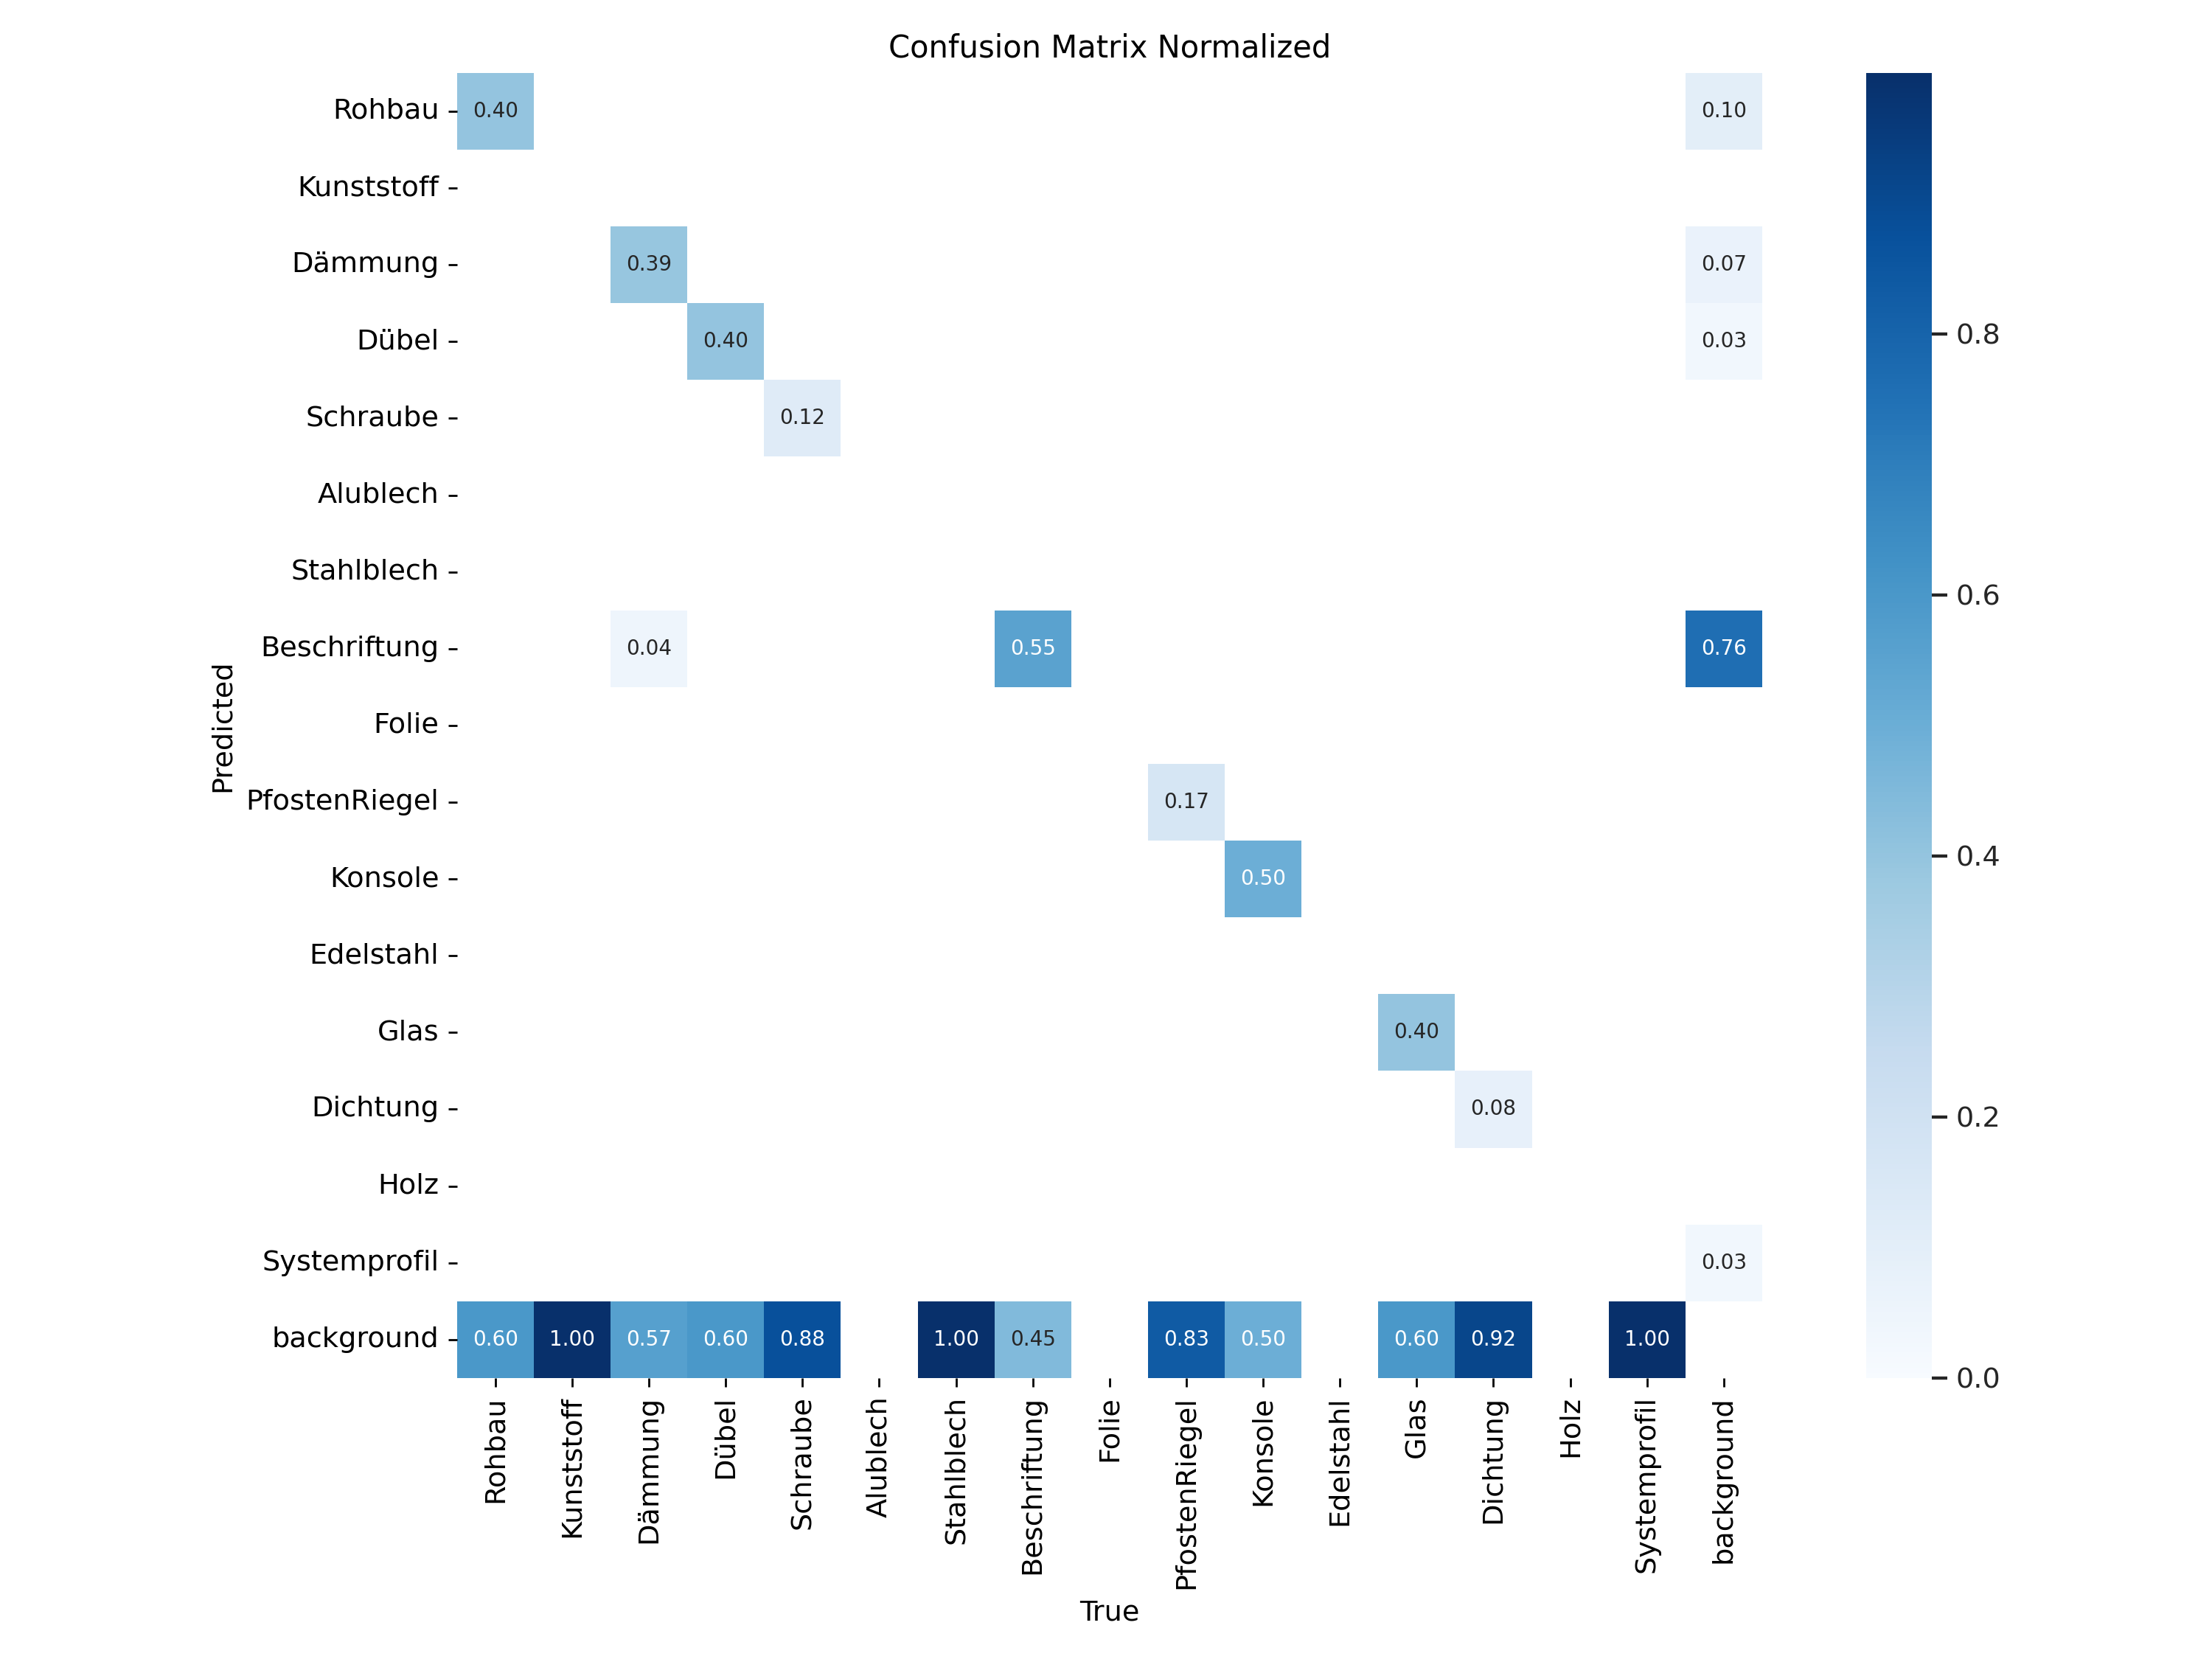 Confusion Matrix Normalized
Rohbau 0.40 0.10
Kunststoff
Dämmung 0.39 0.07
Dübel 0.40 0.03
Schraube 0.12
Alublech
Stahlblech
Beschriftung 0.04 0.55 0.76
Folie
PfostenRiegel 0.17
Konsole 0.50
Edelstahl
Glas 0.40
Dichtung 0.08
Holz
Systemprofil 0.03
background 0.60 1.00 0.57 0.60 0.88 1.00 0.45 0.83 0.50 0.60 0.92 1.00
Predicted
Rohbau
Kunststoff
Dämmung
Dübel
Schraube
Alublech
Stahlblech
Beschriftung
Folie
PfostenRiegel
Konsole
Edelstahl
Glas
Dichtung
Holz
Systemprofil
background
True
0.8
0.6
0.4
0.2
0.0